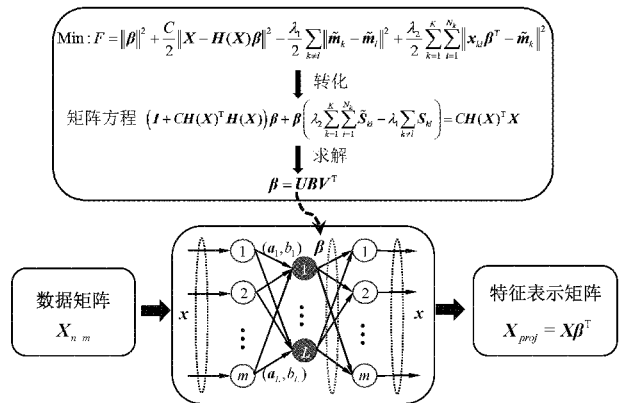 Min : F = ‖β‖² + C/2 ‖X − H(X)β‖² − λ₁/2 ∑_{k≠i} ‖m̃_k − m̃_i‖² + λ₂/2 ∑_{k=1}^{K} ∑_{i=1}^{N_k} ‖x_{ki}β^T − m̃_k‖²
转化
矩阵方程 (I + CH(X)^T H(X))β + β(λ₂ ∑_{k=1}^{K} ∑_{i=1}^{N_k} S̃_{ki} − λ₁ ∑_{k≠i} S_{ki}) = CH(X)^T X
求解
β = UBV^T
数据矩阵
X_{n m}
x
1
2
⋮
m
(a₁, b₁)
1
⋮
L
(a_L, b_L)
β
1
2
⋮
m
x
特征表示矩阵
X_{proj} = Xβ^T